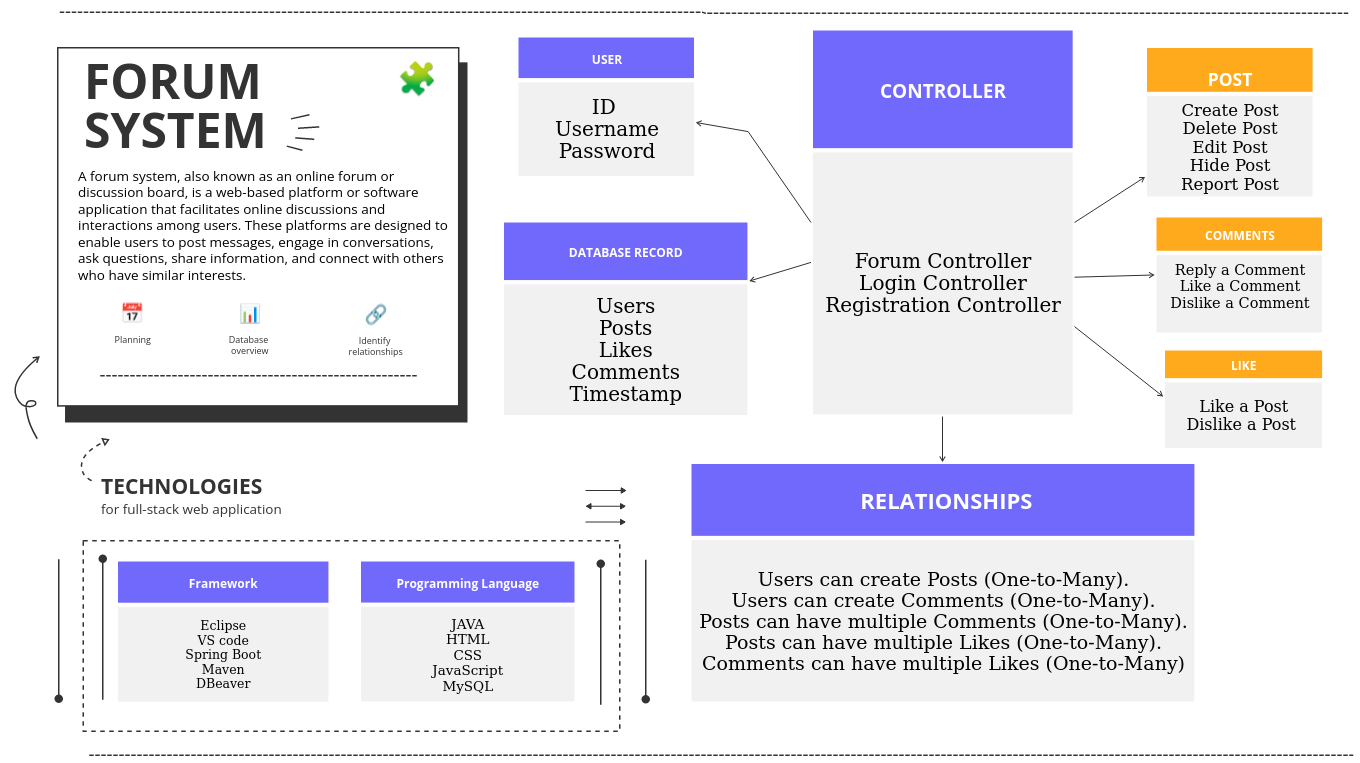 FORUM
SYSTEM
A forum system, also known as an online forum or
discussion board, is a web-based platform or software
application that facilitates online discussions and
interactions among users. These platforms are designed to
enable users to post messages, engage in conversations,
ask questions, share information, and connect with others
who have similar interests.
Planning
Database
overview
Identify
relationships
USER
ID
Username
Password
DATABASE RECORD
Users
Posts
Likes
Comments
Timestamp
CONTROLLER
Forum Controller
Login Controller
Registration Controller
POST
Create Post
Delete Post
Edit Post
Hide Post
Report Post
COMMENTS
Reply a Comment
Like a Comment
Dislike a Comment
LIKE
Like a Post
Dislike a Post
TECHNOLOGIES
for full-stack web application
Framework
Eclipse
VS code
Spring Boot
Maven
DBeaver
Programming Language
JAVA
HTML
CSS
JavaScript
MySQL
RELATIONSHIPS
Users can create Posts (One-to-Many).
Users can create Comments (One-to-Many).
Posts can have multiple Comments (One-to-Many).
Posts can have multiple Likes (One-to-Many).
Comments can have multiple Likes (One-to-Many)